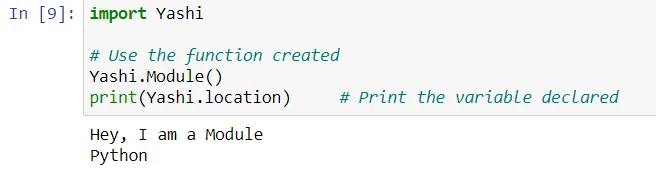 In [9]: import Yashi
# Use the function created
Yashi.Module()
print(Yashi.location)     # Print the variable declared
Hey, I am a Module
Python